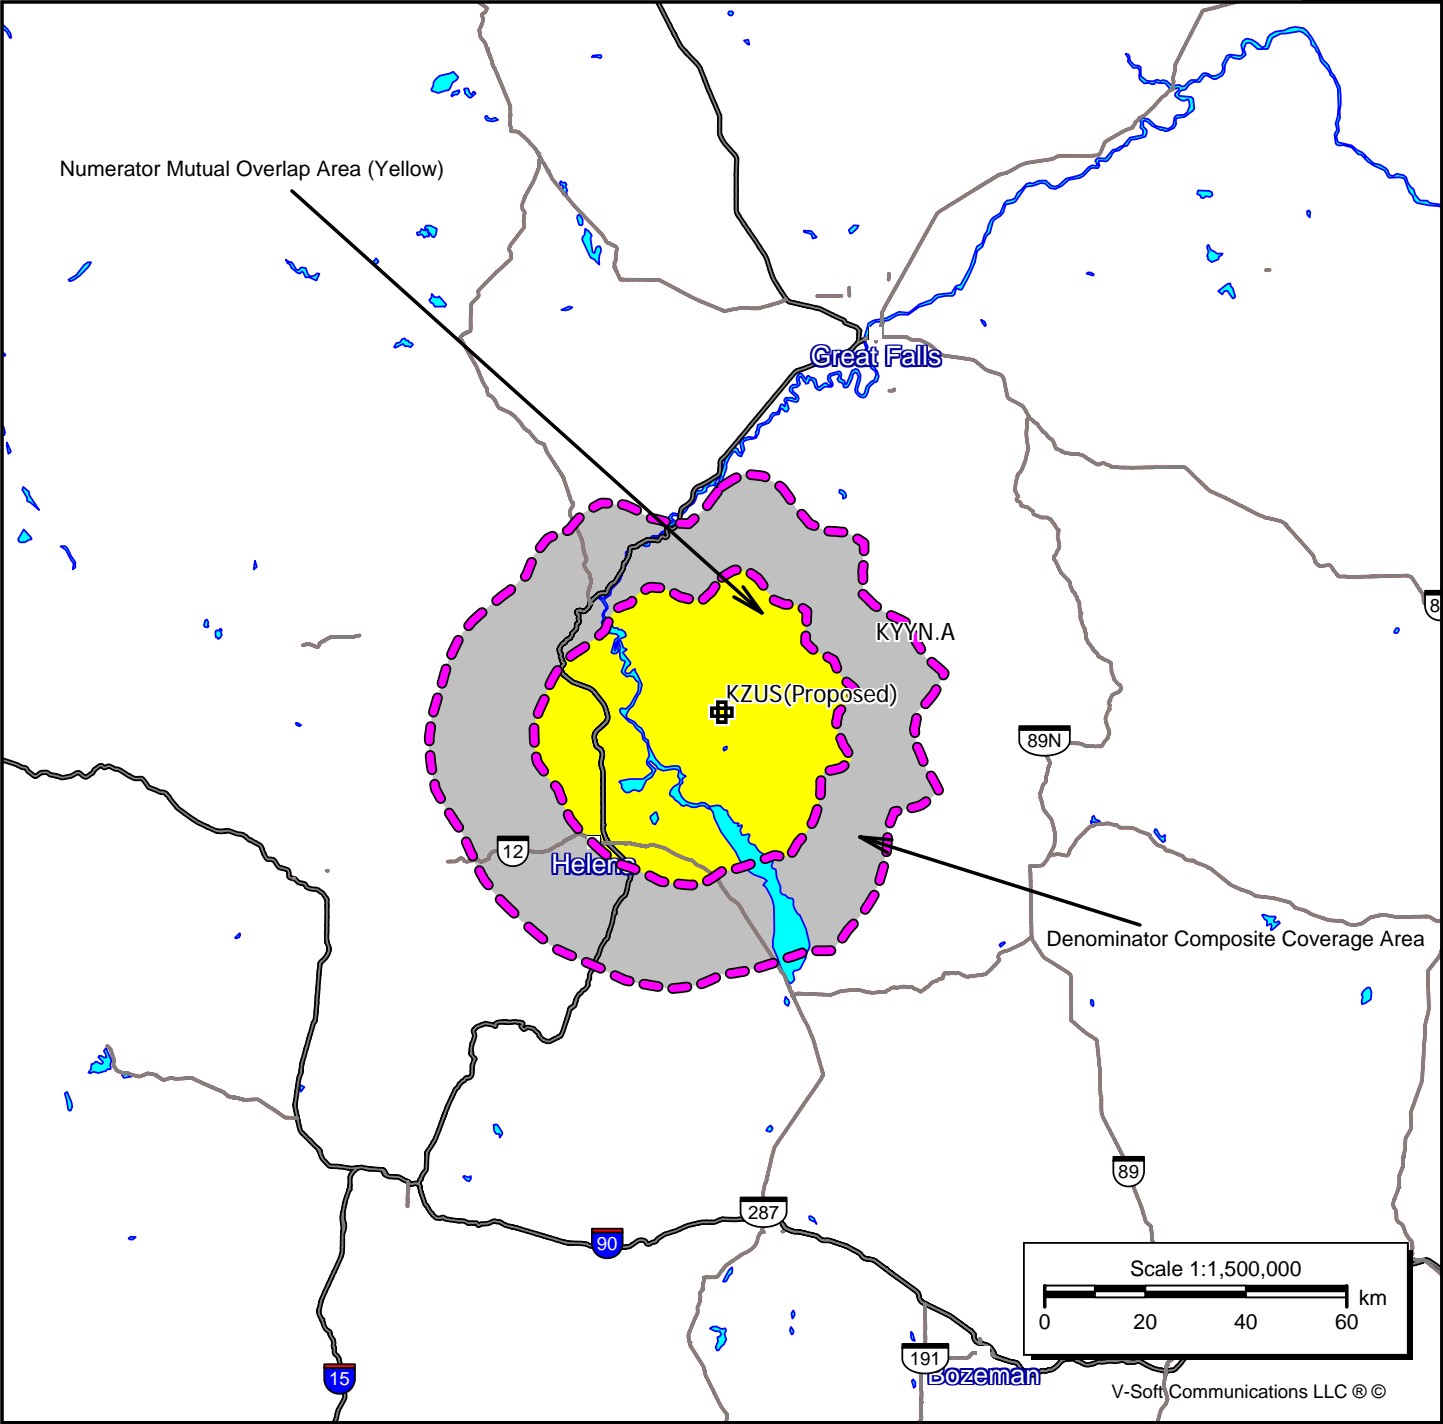 Numerator Mutual Overlap Area (Yellow)
Great Falls
8
KYYN.A
KZUS(Proposed)
89N
12
Helena
Denominator Composite Coverage Area
89
287
90
Scale 1:1,500,000
km
0 20 40 60
191
Bozeman
15
V-Soft Communications LLC ® ©